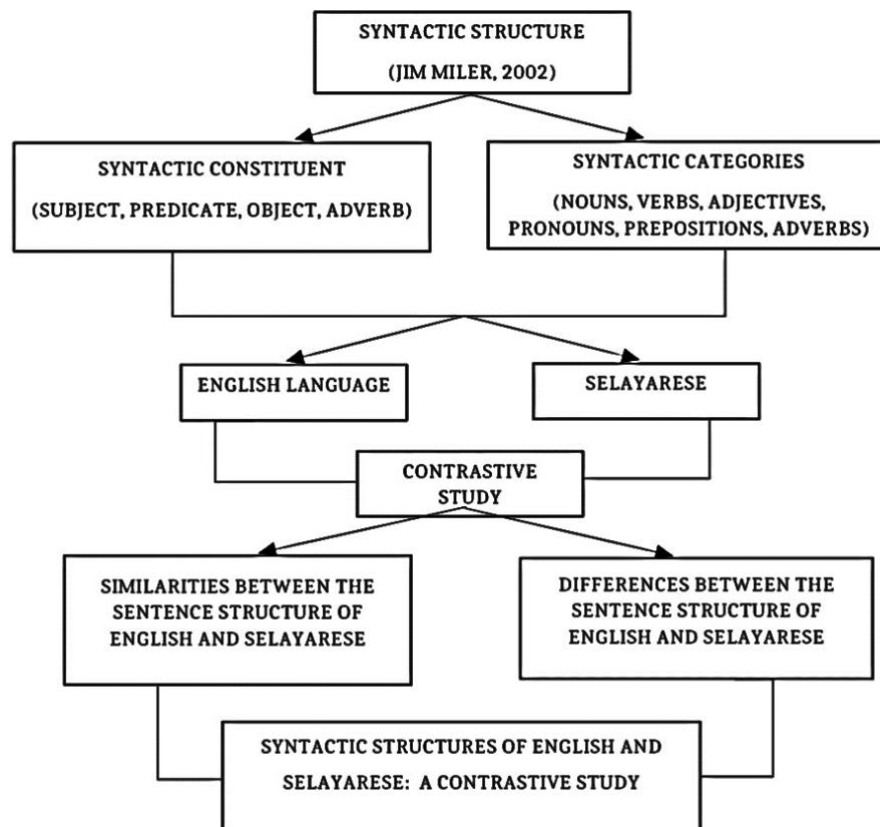 SYNTACTIC STRUCTURE
(JIM MILER, 2002)
SYNTACTIC CONSTITUENT
(SUBJECT, PREDICATE, OBJECT, ADVERB)
SYNTACTIC CATEGORIES
(NOUNS, VERBS, ADJECTIVES,
PRONOUNS, PREPOSITIONS, ADVERBS)
ENGLISH LANGUAGE
SELAYARESE
CONTRASTIVE
STUDY
SIMILARITIES BETWEEN THE
SENTENCE STRUCTURE OF
ENGLISH AND SELAYARESE
DIFFERENCES BETWEEN THE
SENTENCE STRUCTURE OF
ENGLISH AND SELAYARESE
SYNTACTIC STRUCTURES OF ENGLISH AND
SELAYARESE: A CONTRASTIVE STUDY